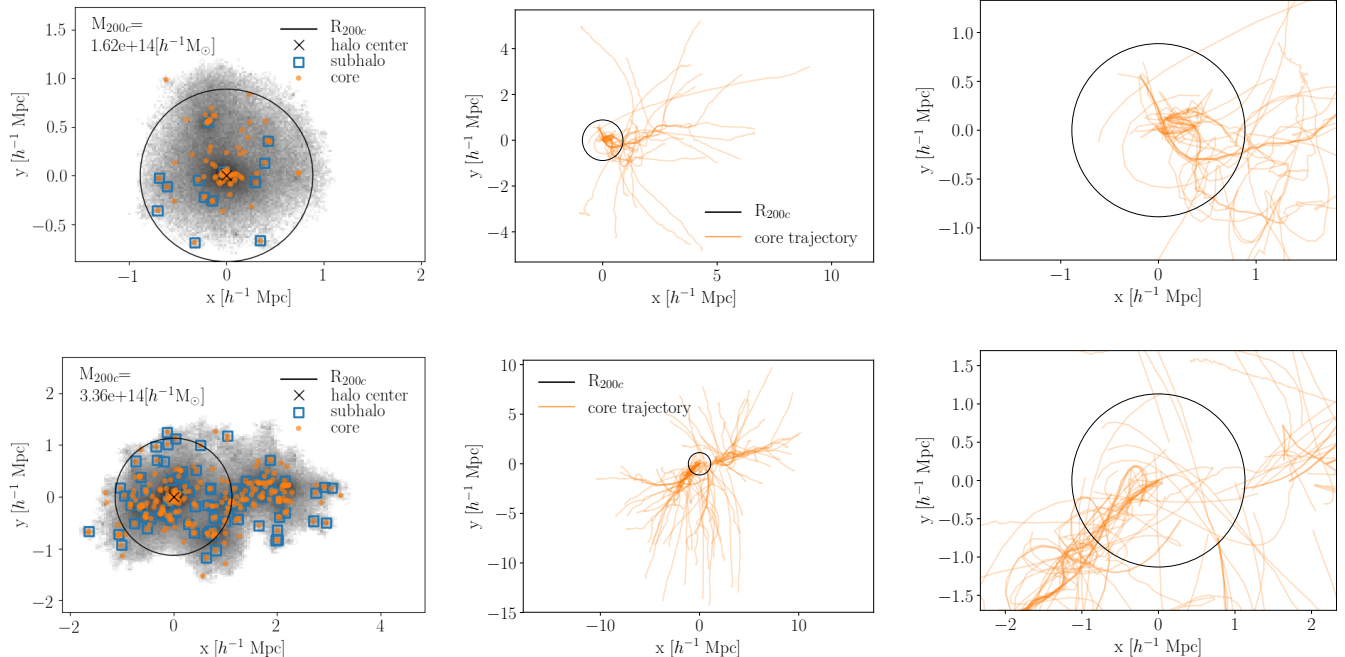 M200c=
1.62e+14[h⁻¹M⊙]
R200c
halo center
subhalo
core
1.5
1.0
0.5
0.0
−0.5
y [h⁻¹ Mpc]
−1 0 1 2
x [h⁻¹ Mpc]
4
2
0
−2
−4
y [h⁻¹ Mpc]
R200c
core trajectory
0 5 10
x [h⁻¹ Mpc]
1.0
0.5
0.0
−0.5
−1.0
y [h⁻¹ Mpc]
−1 0 1
x [h⁻¹ Mpc]
M200c=
3.36e+14[h⁻¹M⊙]
R200c
halo center
subhalo
core
2
1
0
−1
−2
y [h⁻¹ Mpc]
−2 0 2 4
x [h⁻¹ Mpc]
R200c
core trajectory
10
5
0
−5
−10
−15
y [h⁻¹ Mpc]
−10 0 10
x [h⁻¹ Mpc]
1.5
1.0
0.5
0.0
−0.5
−1.0
−1.5
y [h⁻¹ Mpc]
−2 −1 0 1 2
x [h⁻¹ Mpc]